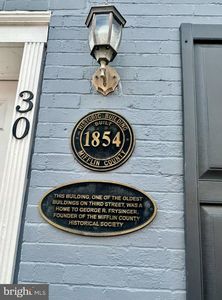 30
HISTORIC BUILDING
BUILT
1854
MIFFLIN COUNTY
THIS BUILDING, ONE OF THE OLDEST
BUILDINGS ON THIRD STREET, WAS A
HOME TO GEORGE R. FRYSINGER,
FOUNDER OF THE MIFFLIN COUNTY
HISTORICAL SOCIETY
bright MLS